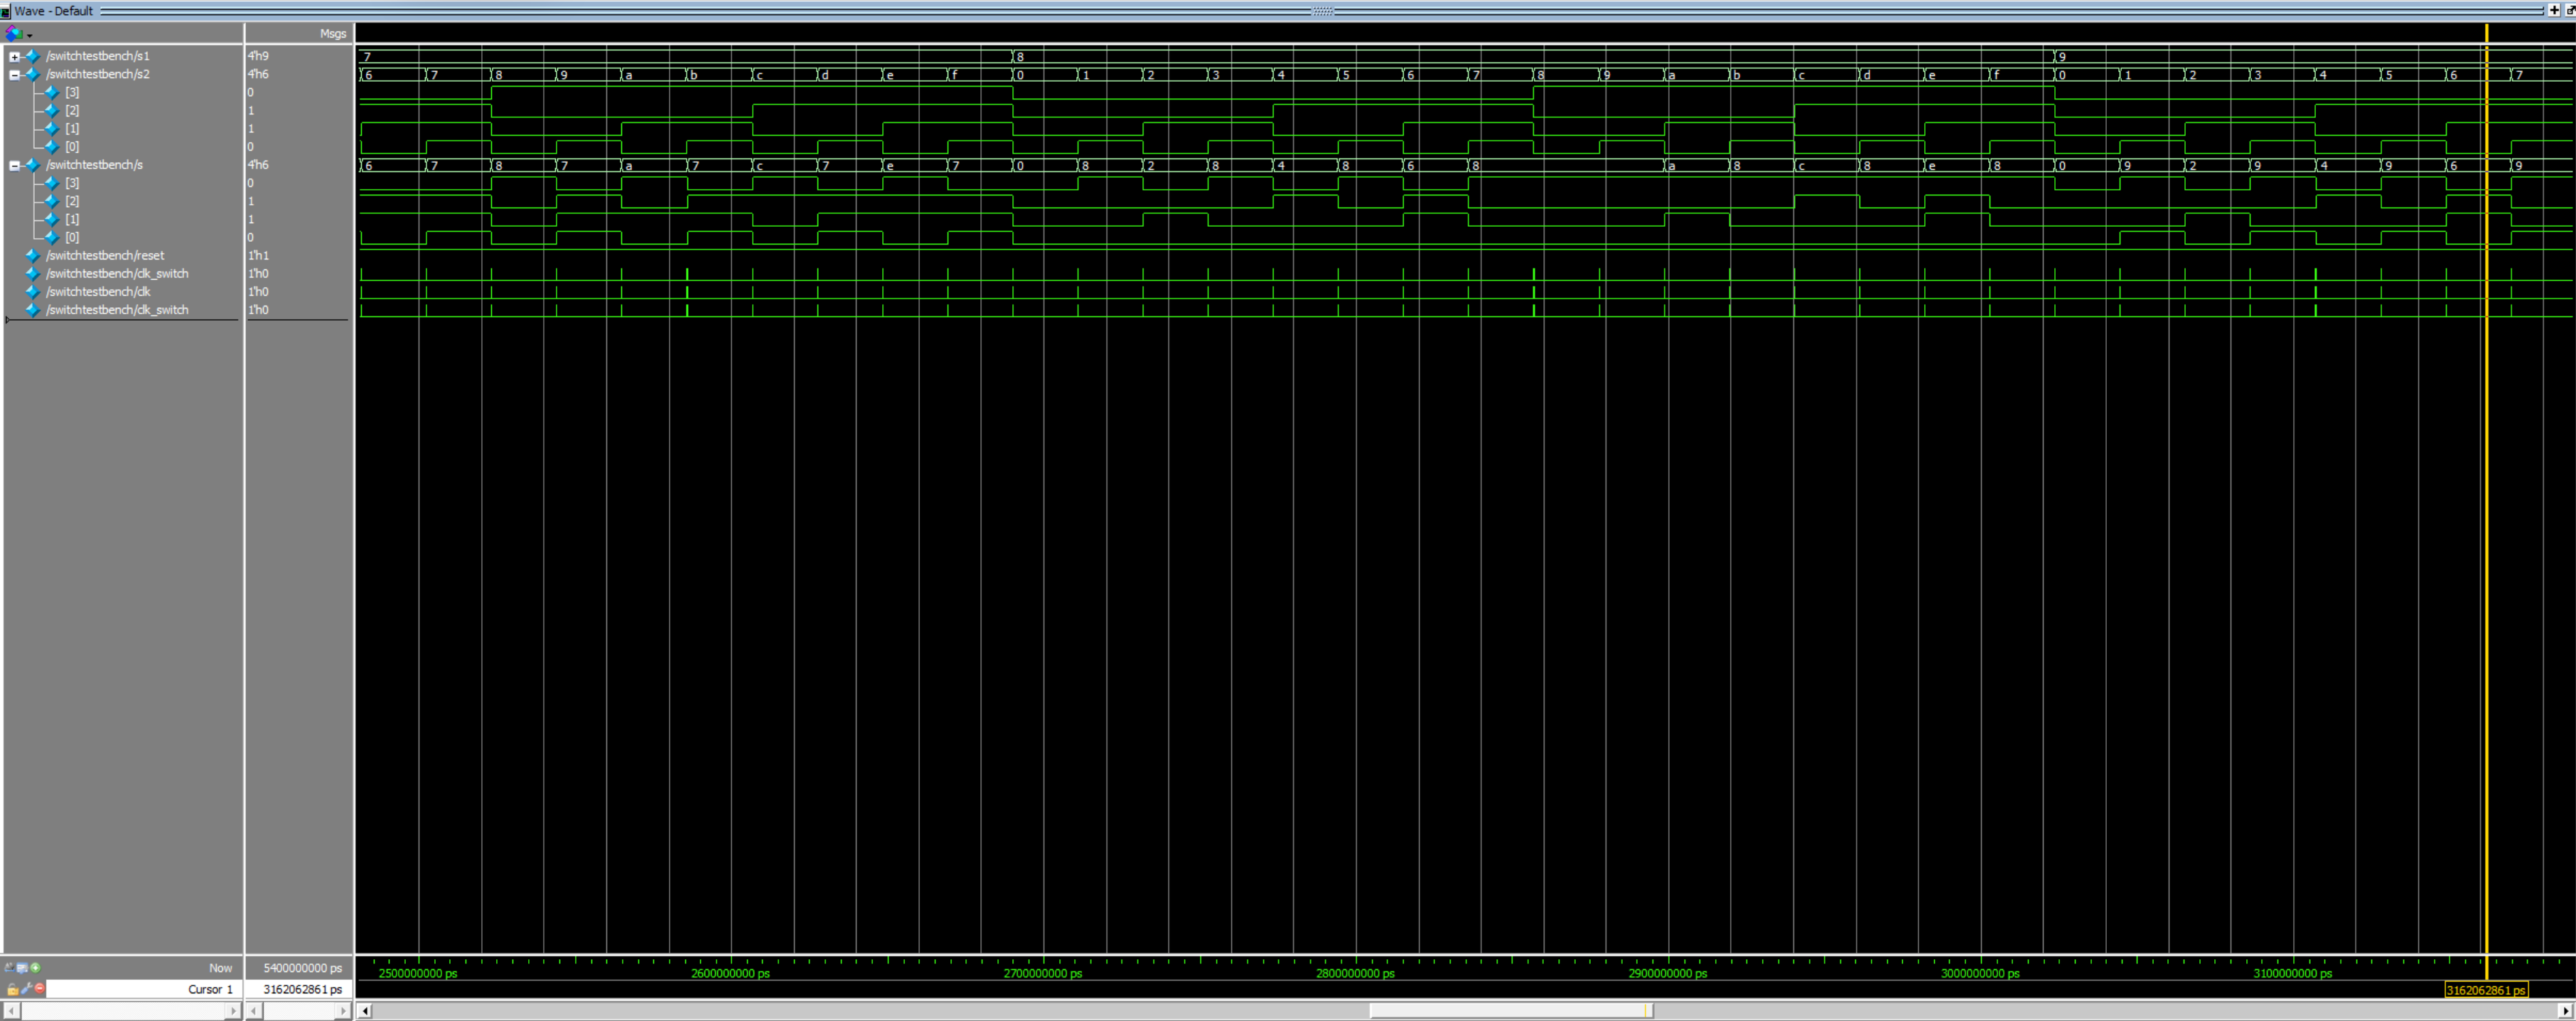 Wave - Default
Msgs
/switchtestbench/s1 4'h9 7 8 9
/switchtestbench/s2 4'h6 6 7 8 9 a b c d e f 0 1 2 3 4 5 6 7 8 9 a b c d e f 0 1 2 3 4 5 6 7
[3] 0
[2] 1
[1] 1
[0] 0
/switchtestbench/s 4'h6 6 7 8 7 a 7 c 7 e 7 0 8 2 8 4 8 6 8 a 8 c 8 e 8 0 9 2 9 4 9 6 9
[3] 0
[2] 1
[1] 1
[0] 0
/switchtestbench/reset 1'h1
/switchtestbench/clk_switch 1'h0
/switchtestbench/clk 1'h0
/switchtestbench/clk_switch 1'h0
Now 5400000000 ps 2500000000 ps 2600000000 ps 2700000000 ps 2800000000 ps 2900000000 ps 3000000000 ps 3100000000 ps
Cursor 1 3162062861 ps 3162062861 ps